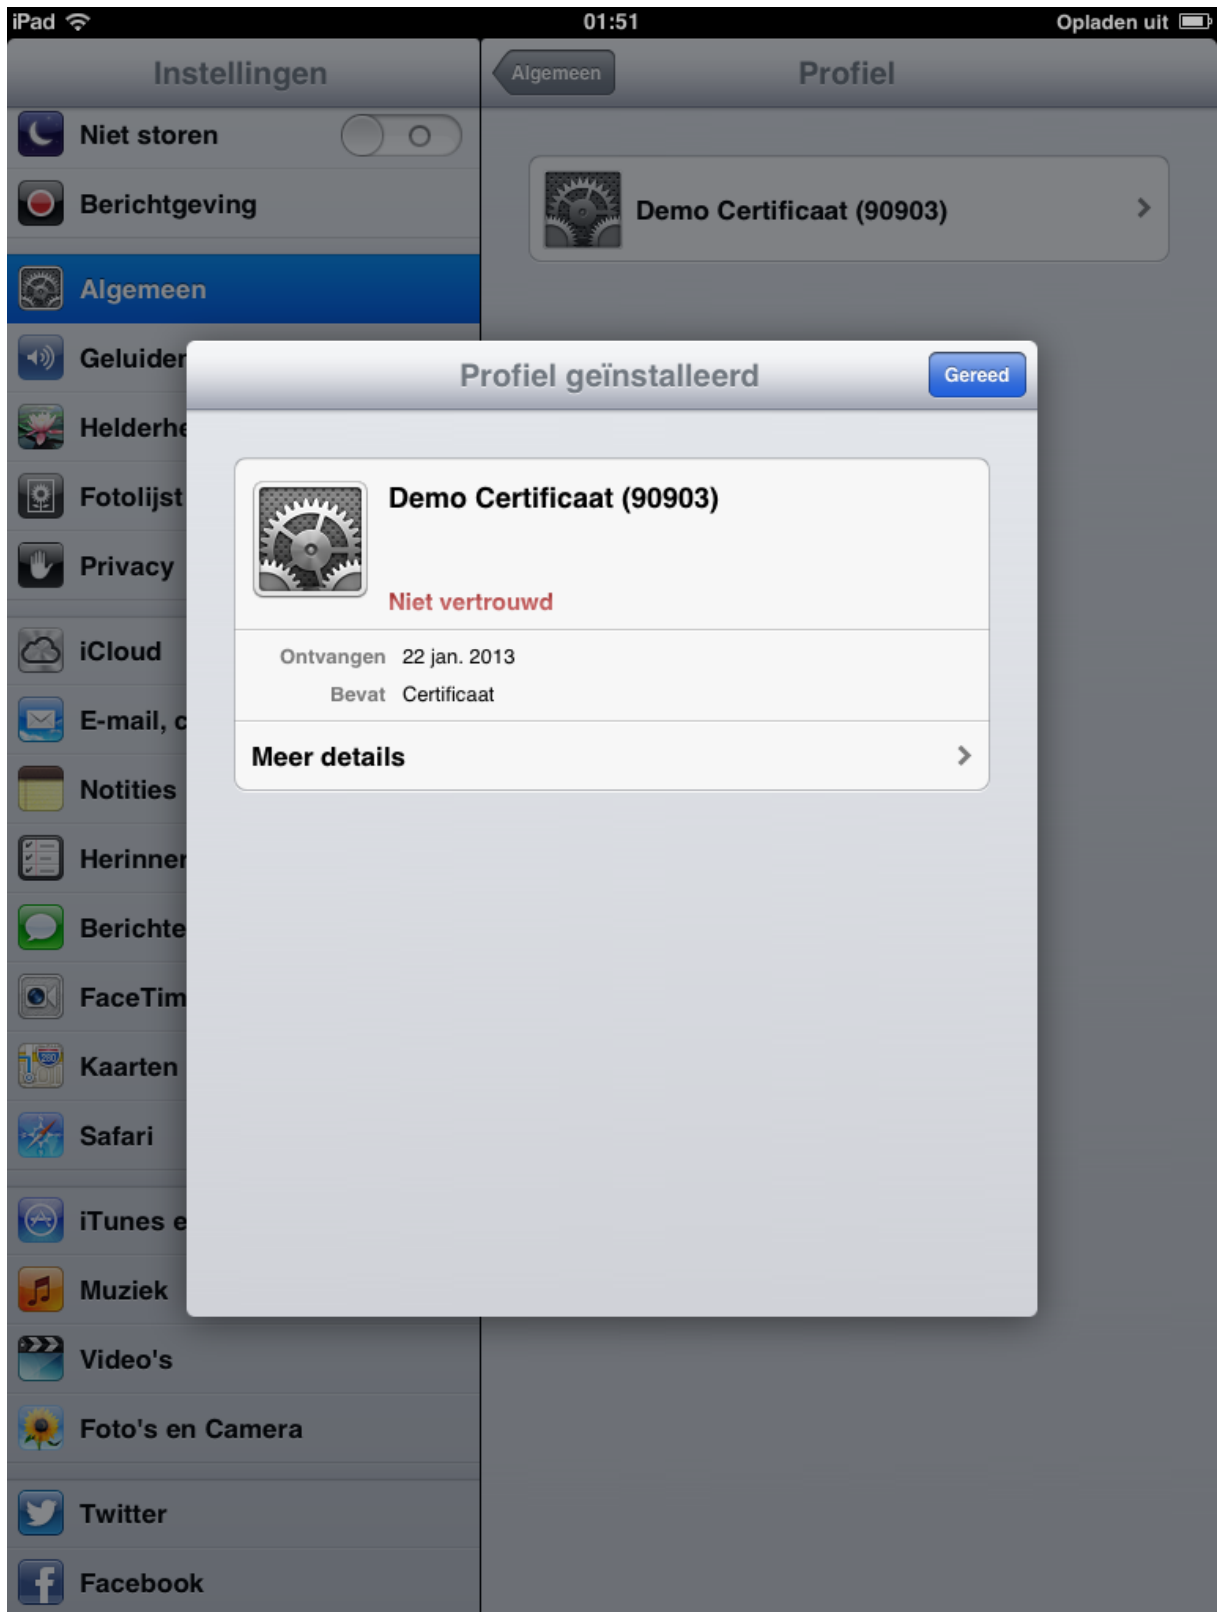 iPad 01:51 Opladen uit
Instellingen
Algemeen
Profiel
Niet storen
Berichtgeving
Demo Certificaat (90903)
Algemeen
Geluiden
Helderhe
Fotolijst
Privacy
iCloud
E-mail, c
Notities
Herinner
Berichte
FaceTim
Kaarten
Safari
iTunes e
Muziek
Video's
Foto's en Camera
Twitter
Facebook
Profiel geïnstalleerd
Gereed
Demo Certificaat (90903)
Niet vertrouwd
Ontvangen 22 jan. 2013
Bevat Certificaat
Meer details